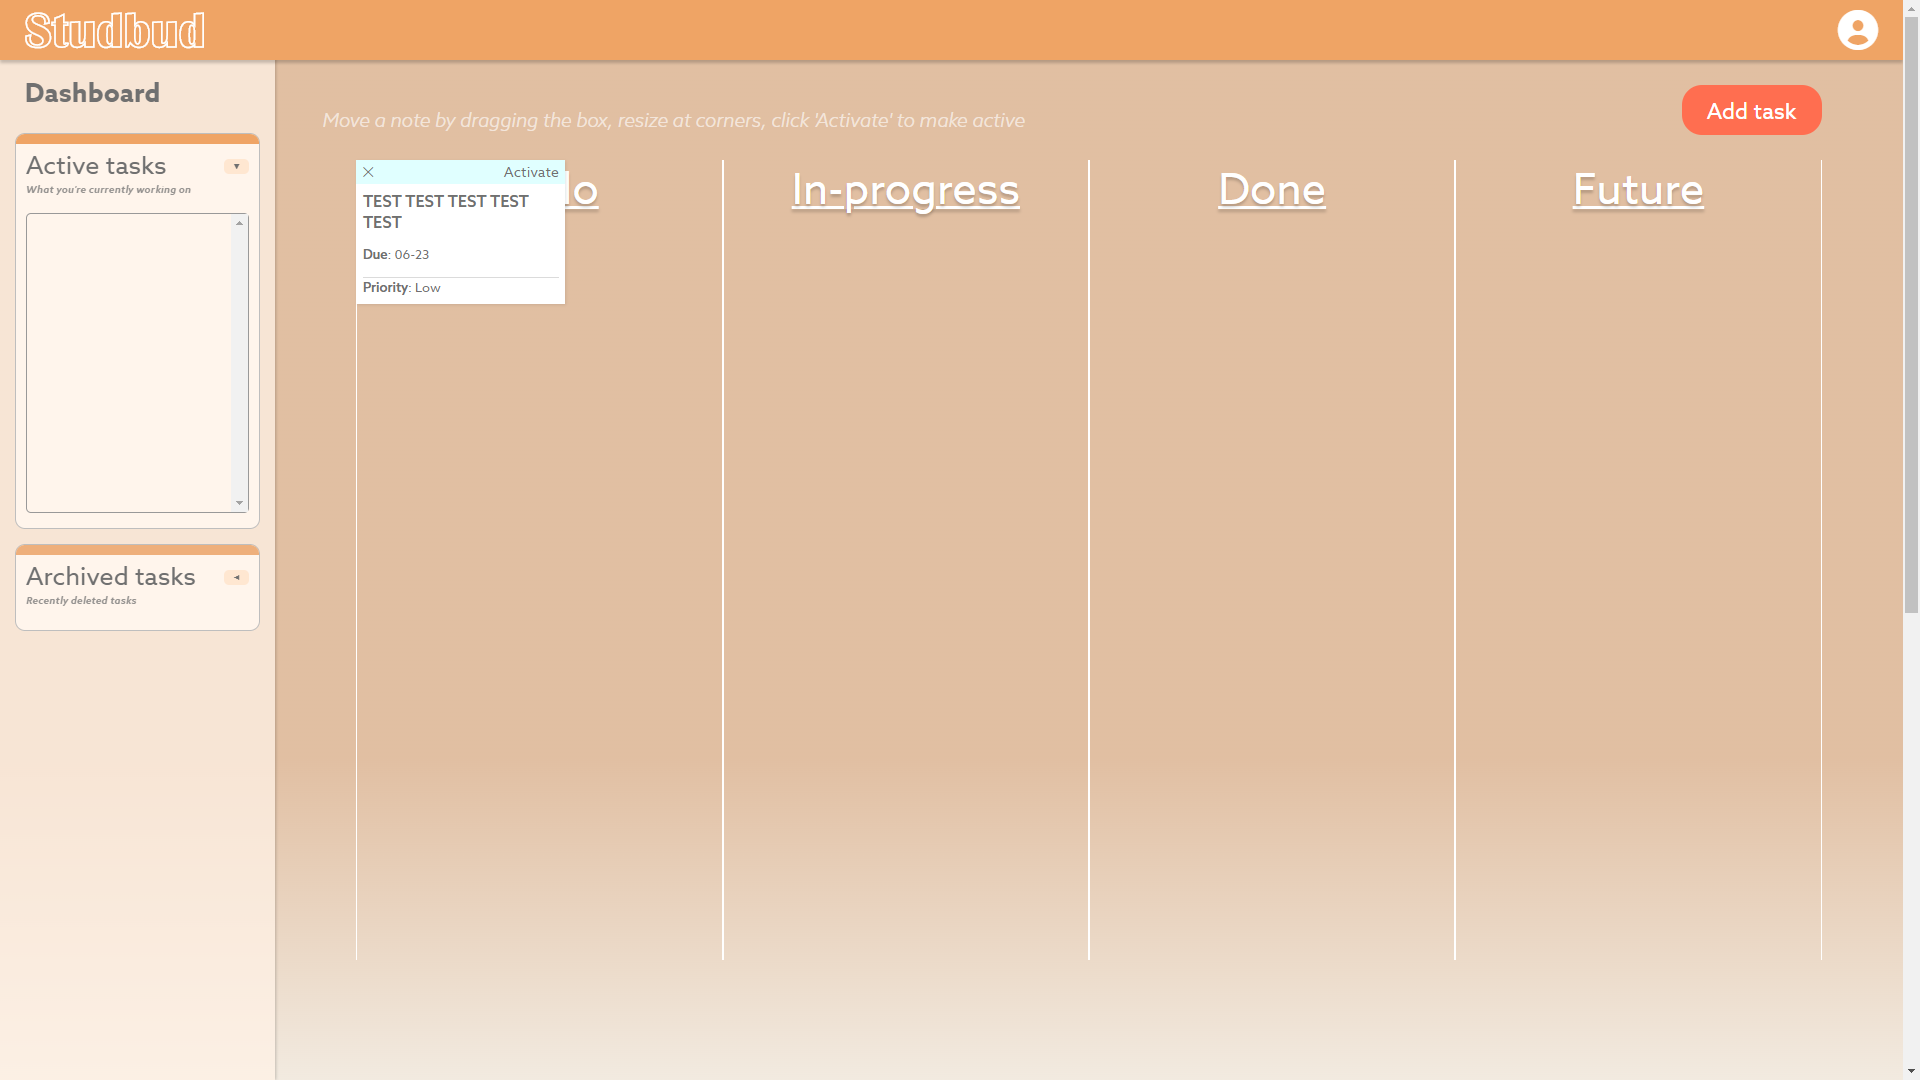 Studbud
Dashboard
Active tasks
What you're currently working on
Archived tasks
Recently deleted tasks
Move a note by dragging the box, resize at corners, click 'Activate' to make active
Add task
Activate
TEST TEST TEST TEST
TEST
Due: 06-23
Priority: Low
In-progress
Done
Future